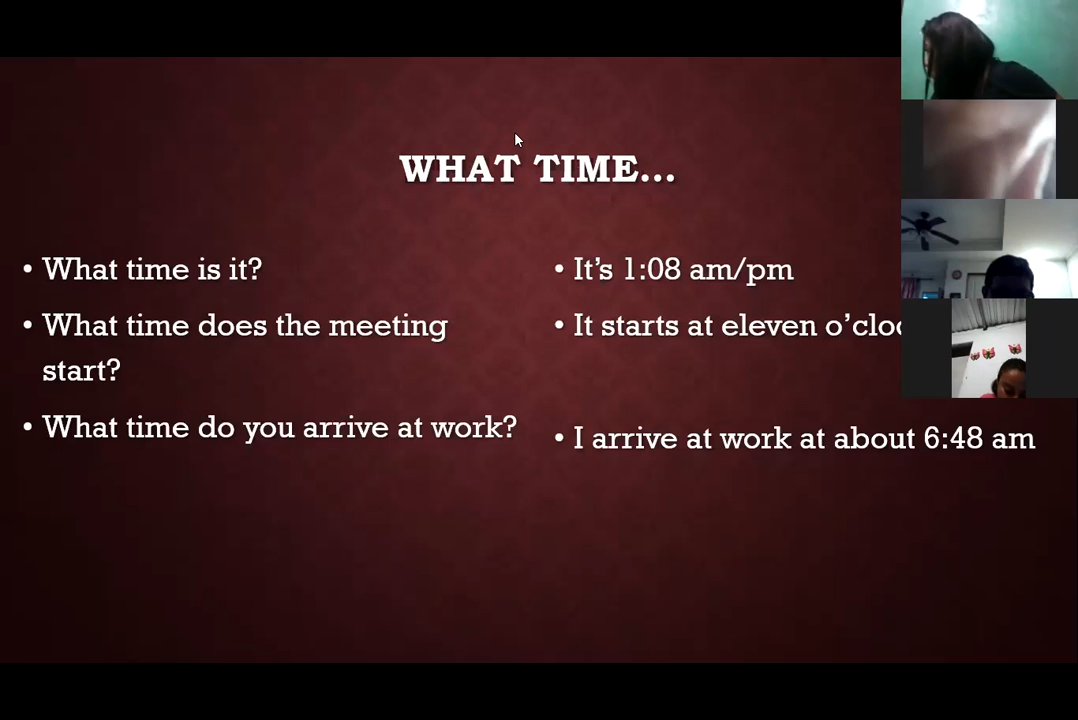 WHAT TIME...
• What time is it?
• What time does the meeting
start?
• What time do you arrive at work?
• It's 1:08 am/pm
• It starts at eleven
• I arrive at work at about 6:48 am